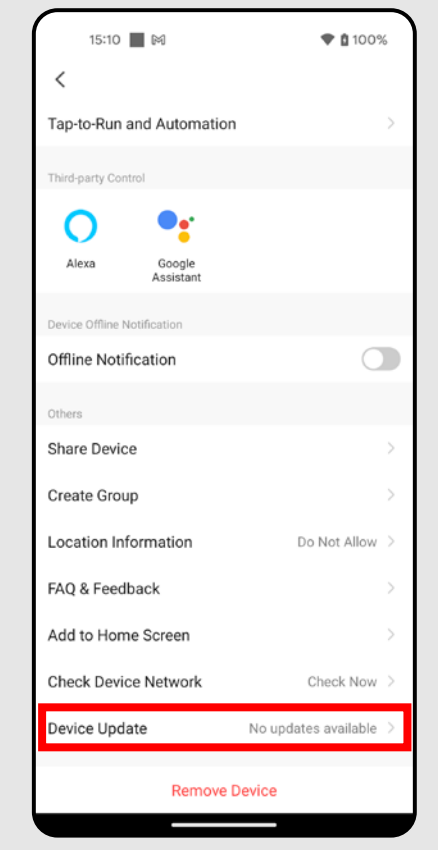 15:10 100%
Tap-to-Run and Automation
Third-party Control
Alexa Google
Assistant
Device Offline Notification
Offline Notification
Others
Share Device
Create Group
Location Information Do Not Allow
FAQ & Feedback
Add to Home Screen
Check Device Network Check Now
Device Update No updates available
Remove Device